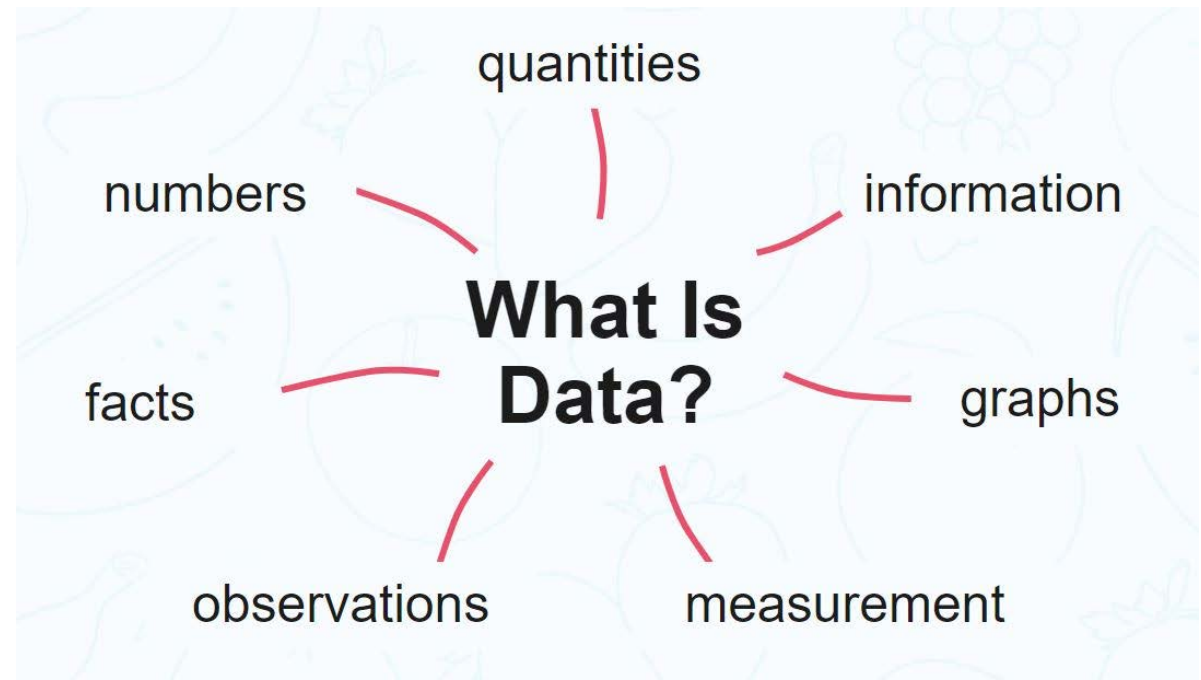 quantities
numbers
information
What Is
Data?
facts
graphs
observations
measurement